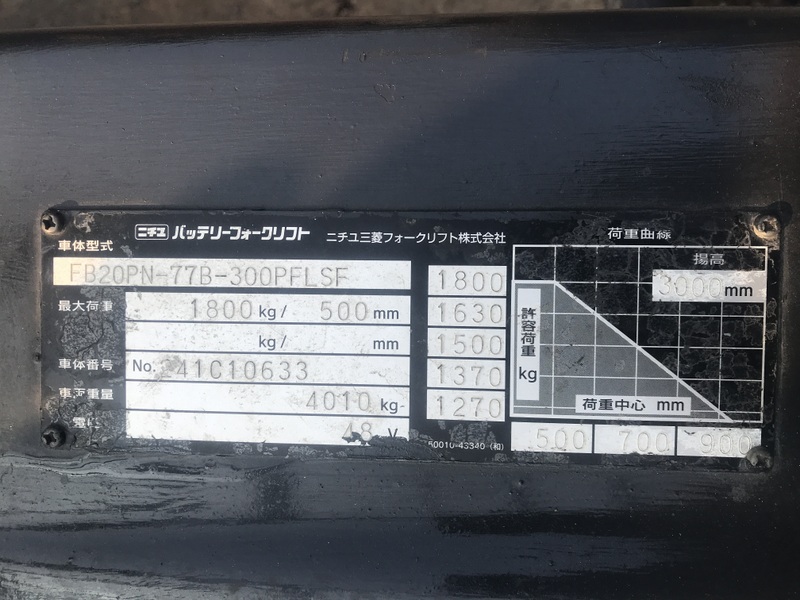 ニチユ バッテリーフォークリフト ニチユ三菱フォークリフト株式会社
車体型式
FB20PN-77B-300PFLSF
最大荷重 1800 kg/ 500 mm
kg/ mm
車体番号 No. 41C10633
車両重量 4010 kg
48 V
1800
1630
1500
1370
1270
50010-43340 (和)
荷重曲線
揚高
3000 mm
許容荷重 kg
荷重中心 mm
500 700 900